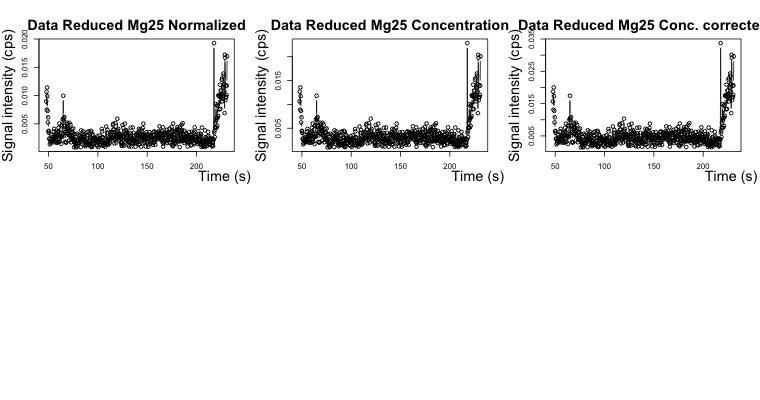 Data Reduced Mg25 Normalized
Signal intensity (cps)
0.005
0.010
0.015
0.020
50
100
150
200
Time (s)
Data Reduced Mg25 Concentration
Signal intensity (cps)
0.005
0.015
50
100
150
200
Time (s)
Data Reduced Mg25 Conc. correcte
Signal intensity (cps)
0.005
0.015
0.025
0.035
50
100
150
200
Time (s)